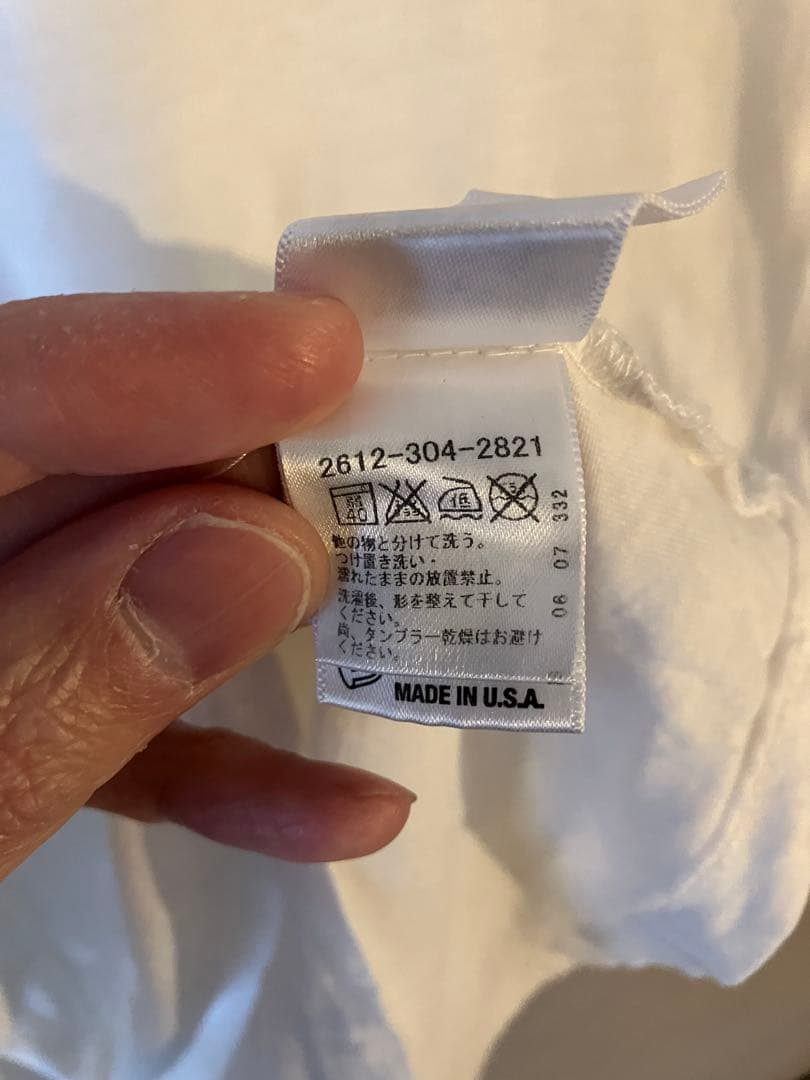 2612-304-2821
弱
40
低
他の物と分けて洗う。
つけ置き洗い・
濡れたままの放置禁止。
洗濯後、形を整えて干して
ください。
尚、タンブラー乾燥はお避け
ください。
MADE IN U.S.A.
06 07 332